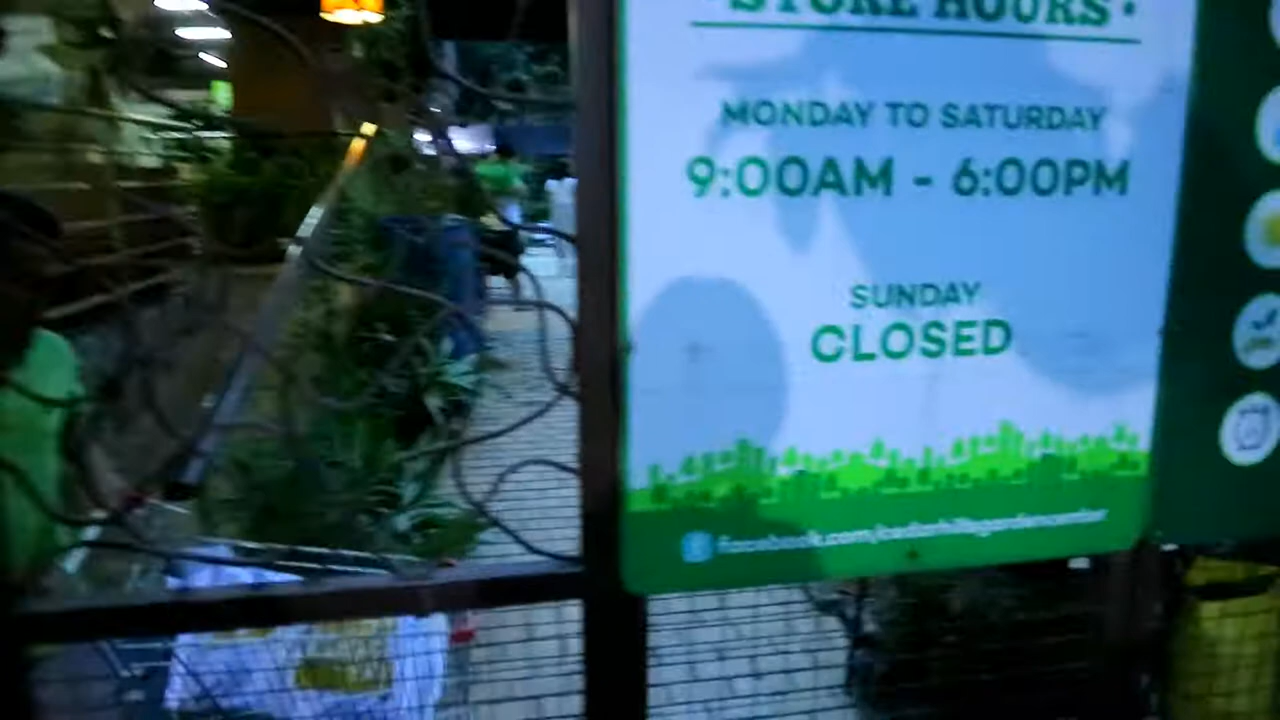 STORE HOURS
MONDAY TO SATURDAY
9:00AM - 6:00PM
SUNDAY
CLOSED